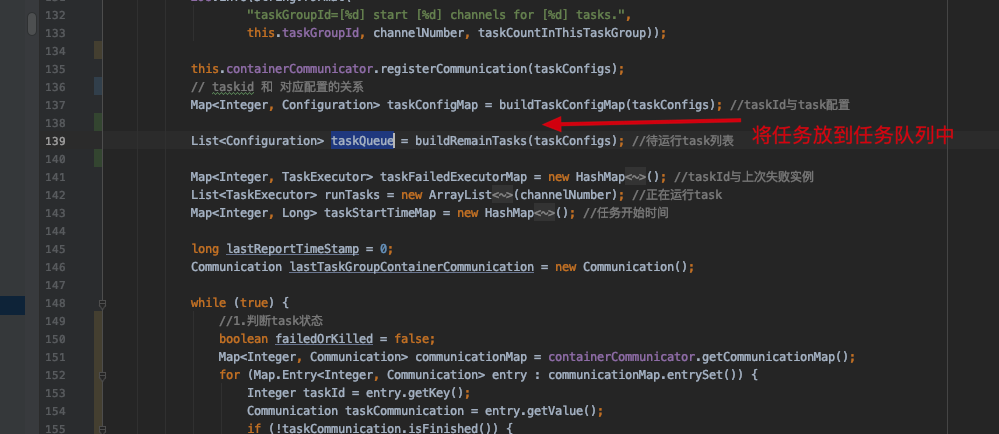 132 "taskGroupId=[%d] start [%d] channels for [%d] tasks.",
133 this.taskGroupId, channelNumber, taskCountInThisTaskGroup));
134
135 this.containerCommunicator.registerCommunication(taskConfigs);
136 // taskid 和 对应配置的关系
137 Map<Integer, Configuration> taskConfigMap = buildTaskConfigMap(taskConfigs); //taskId与task配置
138
139 List<Configuration> taskQueue = buildRemainTasks(taskConfigs); //待运行task列表
将任务放到任务队列中
140
141 Map<Integer, TaskExecutor> taskFailedExecutorMap = new HashMap<~>(); //taskId与上次失败实例
142 List<TaskExecutor> runTasks = new ArrayList<~>(channelNumber); //正在运行task
143 Map<Integer, Long> taskStartTimeMap = new HashMap<~>(); //任务开始时间
144
145 long lastReportTimeStamp = 0;
146 Communication lastTaskGroupContainerCommunication = new Communication();
147
148 while (true) {
149 //1.判断task状态
150 boolean failedOrKilled = false;
151 Map<Integer, Communication> communicationMap = containerCommunicator.getCommunicationMap();
152 for (Map.Entry<Integer, Communication> entry : communicationMap.entrySet()) {
153 Integer taskId = entry.getKey();
154 Communication taskCommunication = entry.getValue();
155 if (!taskCommunication.isFinished()) {